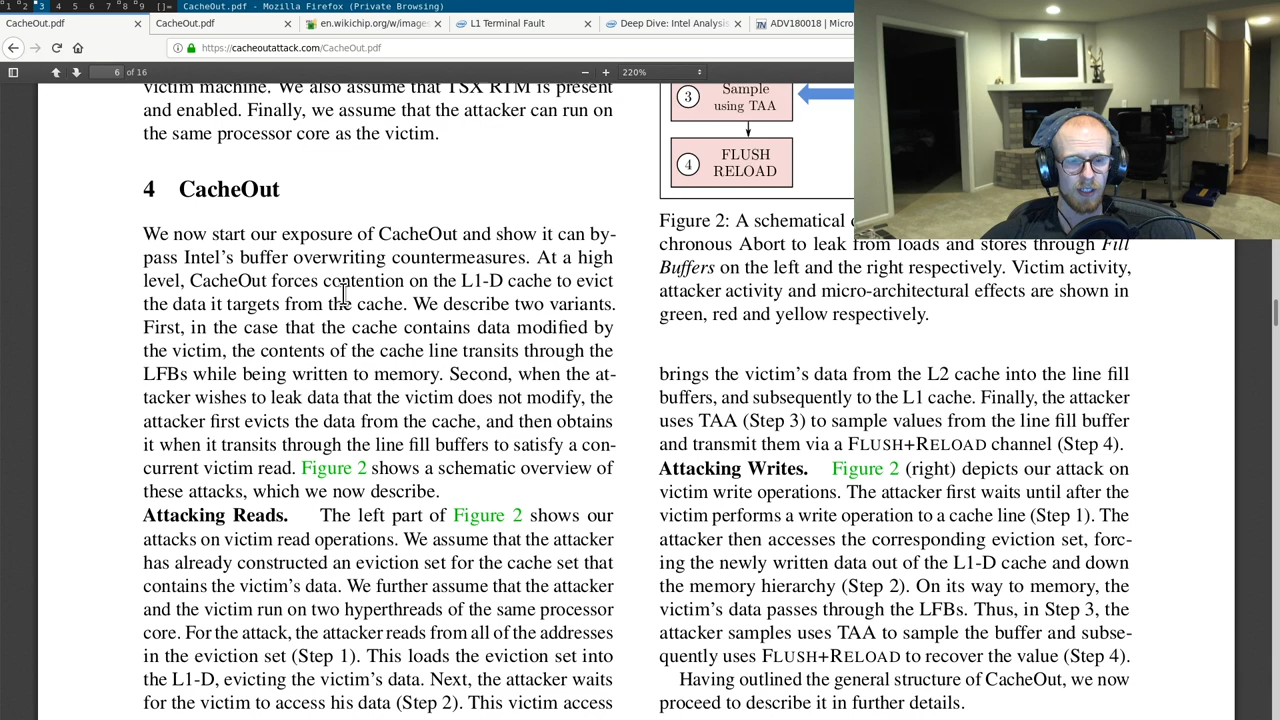 1 2 3 4 5 6 7 8 9 []= CacheOut.pdf - Mozilla Firefox (Private Browsing)
CacheOut.pdf × CacheOut.pdf × en.wikichip.org/w/image × L1 Terminal Fault × Deep Dive: Intel Analysis × ADV180018 | Micro
https://cacheoutattack.com/CacheOut.pdf
6 of 16 220%
victim machine. We also assume that TSX RTM is present
and enabled. Finally, we assume that the attacker can run on
the same processor core as the victim.
4 CacheOut
We now start our exposure of CacheOut and show it can by-
pass Intel's buffer overwriting countermeasures. At a high
level, CacheOut forces contention on the L1-D cache to evict
the data it targets from the cache. We describe two variants.
First, in the case that the cache contains data modified by
the victim, the contents of the cache line transits through the
LFBs while being written to memory. Second, when the at-
tacker wishes to leak data that the victim does not modify, the
attacker first evicts the data from the cache, and then obtains
it when it transits through the line fill buffers to satisfy a con-
current victim read. Figure 2 shows a schematic overview of
these attacks, which we now describe.
Attacking Reads. The left part of Figure 2 shows our
attacks on victim read operations. We assume that the attacker
has already constructed an eviction set for the cache set that
contains the victim's data. We further assume that the attacker
and the victim run on two hyperthreads of the same processor
core. For the attack, the attacker reads from all of the addresses
in the eviction set (Step 1). This loads the eviction set into
the L1-D, evicting the victim's data. Next, the attacker waits
for the victim to access his data (Step 2). This victim access
3 Sample
using TAA
4 FLUSH
RELOAD
Figure 2: A schematical
chronous Abort to leak from loads and stores through Fill
Buffers on the left and the right respectively. Victim activity,
attacker activity and micro-architectural effects are shown in
green, red and yellow respectively.
brings the victim's data from the L2 cache into the line fill
buffers, and subsequently to the L1 cache. Finally, the attacker
uses TAA (Step 3) to sample values from the line fill buffer
and transmit them via a FLUSH+RELOAD channel (Step 4).
Attacking Writes. Figure 2 (right) depicts our attack on
victim write operations. The attacker first waits until after the
victim performs a write operation to a cache line (Step 1). The
attacker then accesses the corresponding eviction set, forc-
ing the newly written data out of the L1-D cache and down
the memory hierarchy (Step 2). On its way to memory, the
victim's data passes through the LFBs. Thus, in Step 3, the
attacker samples uses TAA to sample the buffer and subse-
quently uses FLUSH+RELOAD to recover the value (Step 4).
Having outlined the general structure of CacheOut, we now
proceed to describe it in further details.